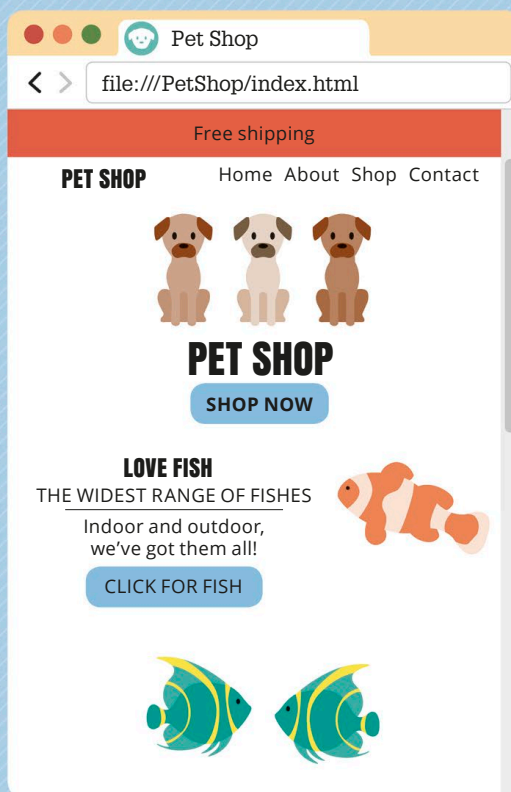 Pet Shop
file:///PetShop/index.html
Free shipping
PET SHOP Home About Shop Contact
PET SHOP
SHOP NOW
LOVE FISH
THE WIDEST RANGE OF FISHES
Indoor and outdoor,
we’ve got them all!
CLICK FOR FISH